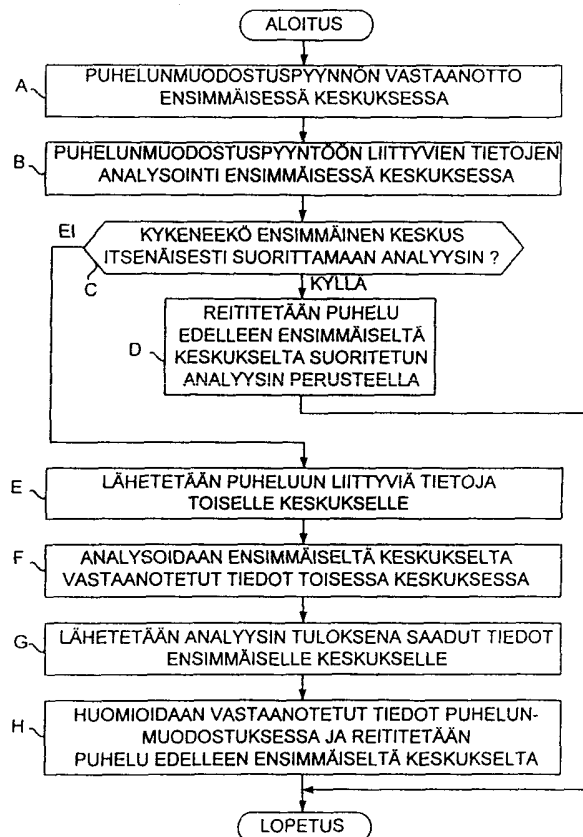 ALOITUS
A
PUHELUNMUODOSTUSPYYNNÖN VASTAANOTTO
ENSIMMÄISESSÄ KESKUKSESSA
B
PUHELUNMUODOSTUSPYYNTÖÖN LIITTYVIEN TIETOJEN
ANALYSOINTI ENSIMMÄISESSÄ KESKUKSESSA
EI
KYKENEEKÖ ENSIMMÄINEN KESKUS
ITSENÄISESTI SUORITTAMAAN ANALYYSIN ?
C
KYLLÄ
D
REITITETÄÄN PUHELU
EDELLEEN ENSIMMÄISELTÄ
KESKUKSELTA SUORITETUN
ANALYSIN PERUSTEELLA
E
LÄHETETÄÄN PUHELUUN LIITTYVIÄ TIETOJA
TOISELLE KESKUKSELLE
F
ANALYSOIDAAN ENSIMMÄISELTÄ KESKUKSELTA
VASTAANOTETUT TIEDOT TOISESSA KESKUKSESSA
G
LÄHETETÄÄN ANALYYSIN TULOKSENA SAADUT TIEDOT
ENSIMMÄISELLE KESKUKSELLE
H
HUOMIOIDAAN VASTAANOTETUT TIEDOT PUHELUN-
MUODOSTUKSESSA JA REITITETÄÄN
PUHELU EDELLEEN ENSIMMÄISELTÄ KESKUKSELTA
LOPETUS